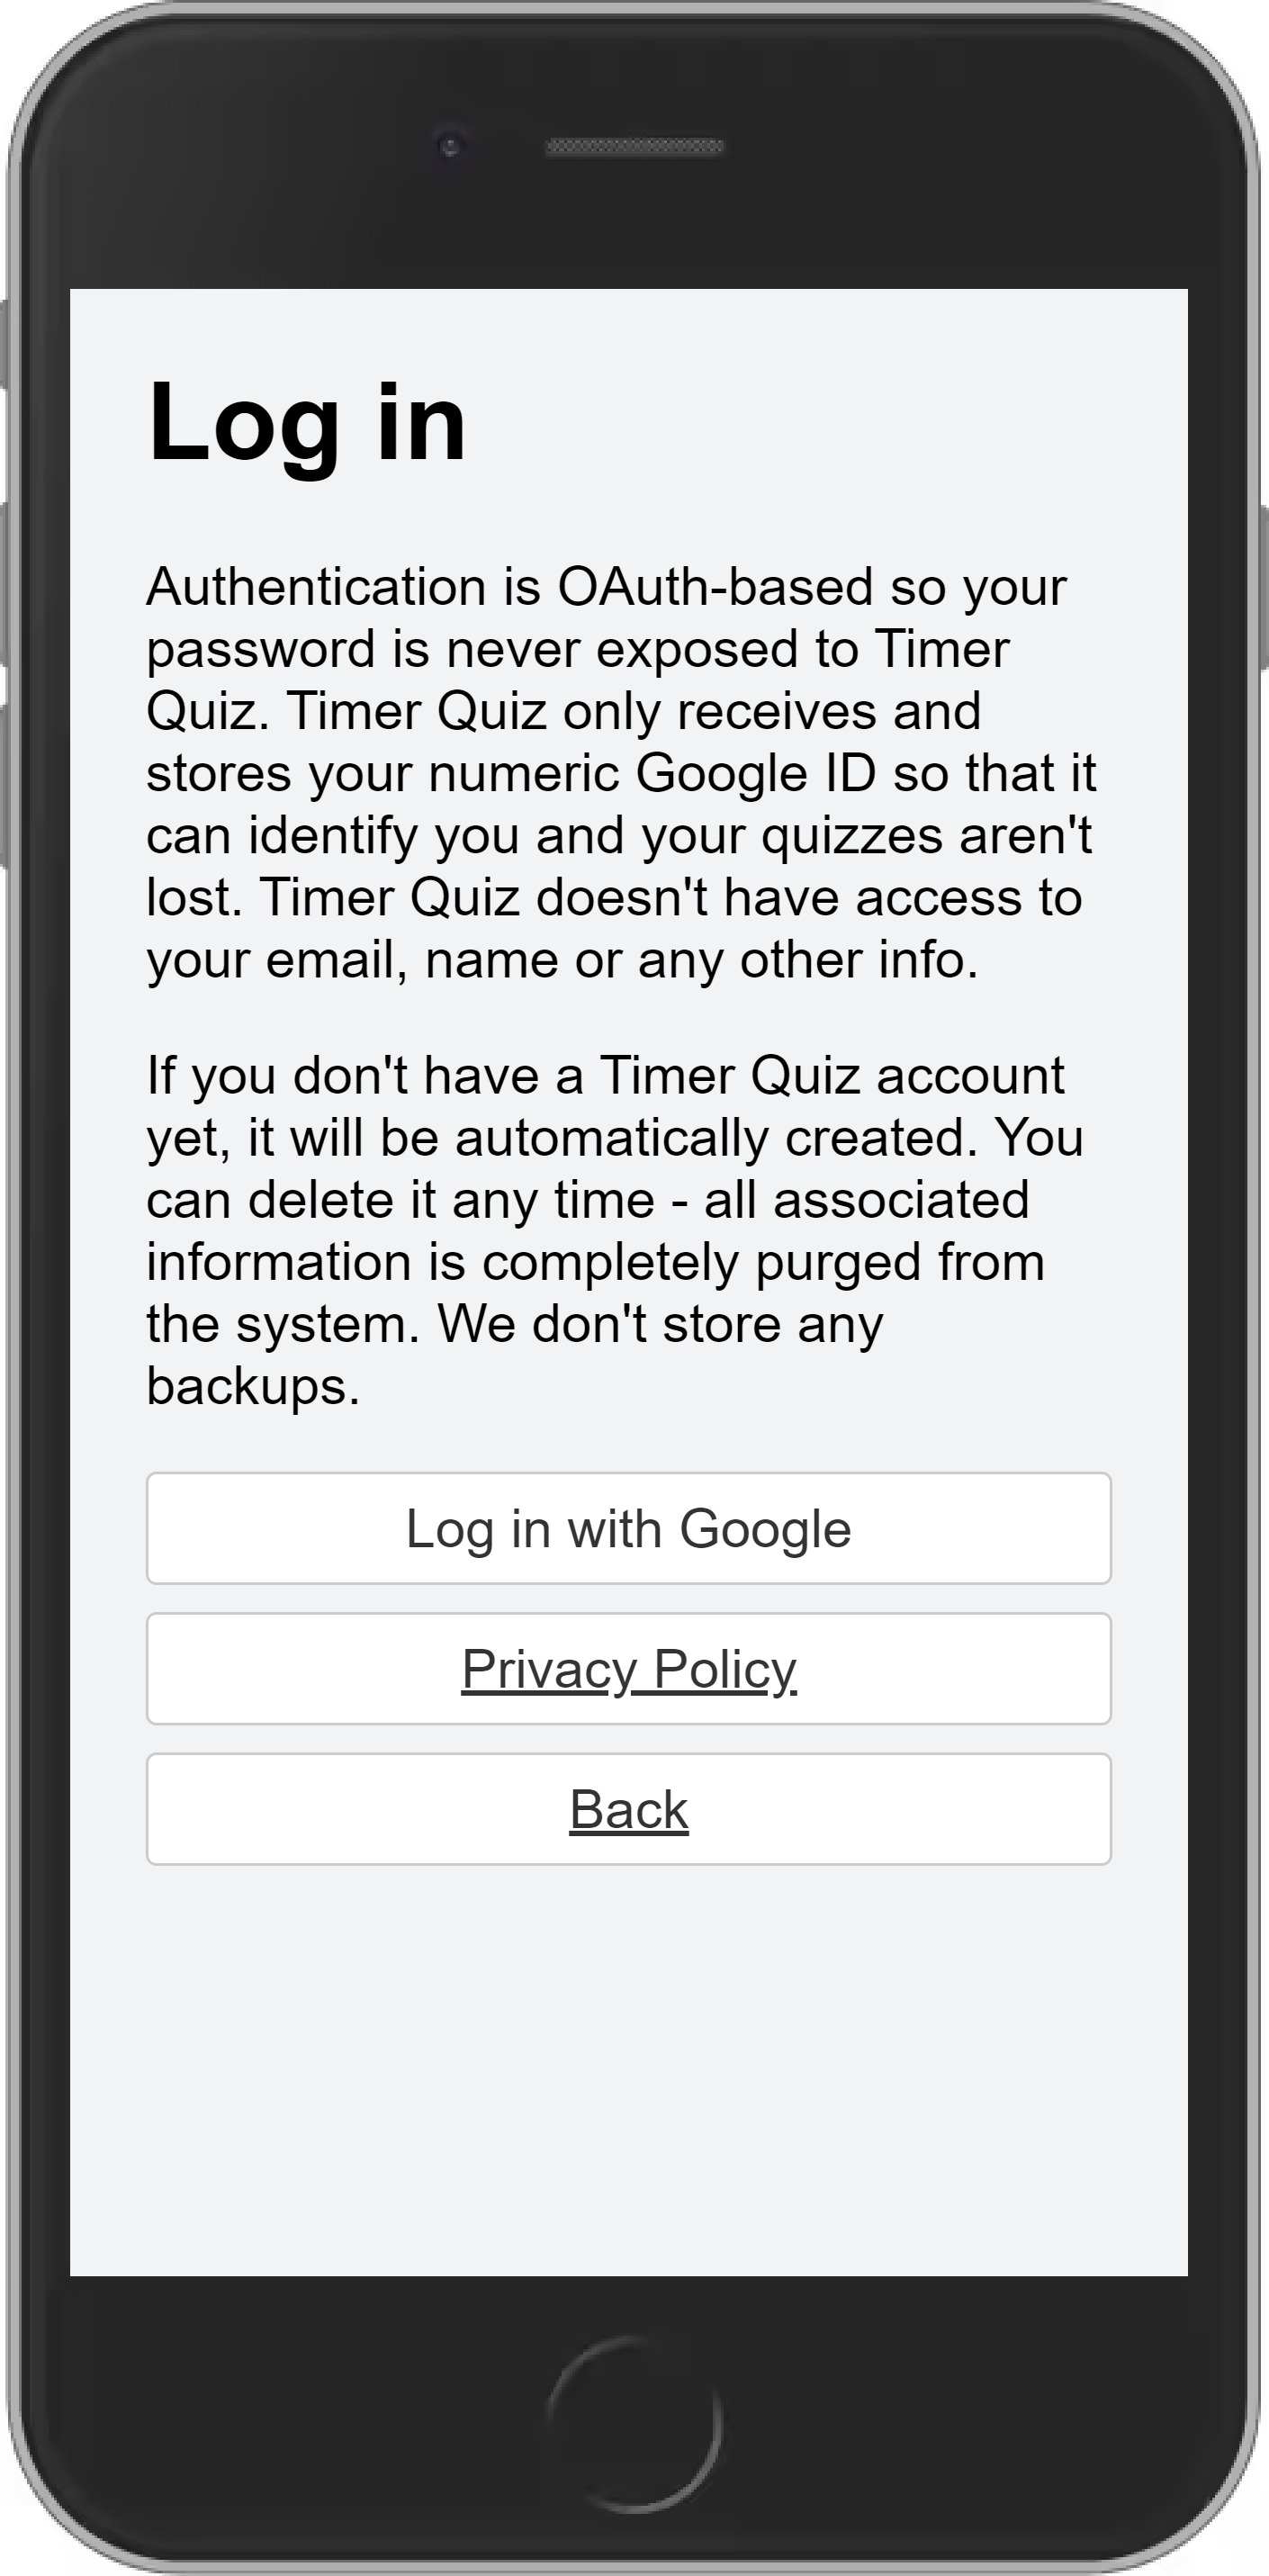 Log in
Authentication is OAuth-based so your
password is never exposed to Timer
Quiz. Timer Quiz only receives and
stores your numeric Google ID so that it
can identify you and your quizzes aren't
lost. Timer Quiz doesn't have access to
your email, name or any other info.
If you don't have a Timer Quiz account
yet, it will be automatically created. You
can delete it any time - all associated
information is completely purged from
the system. We don't store any
backups.
Log in with Google
Privacy Policy
Back